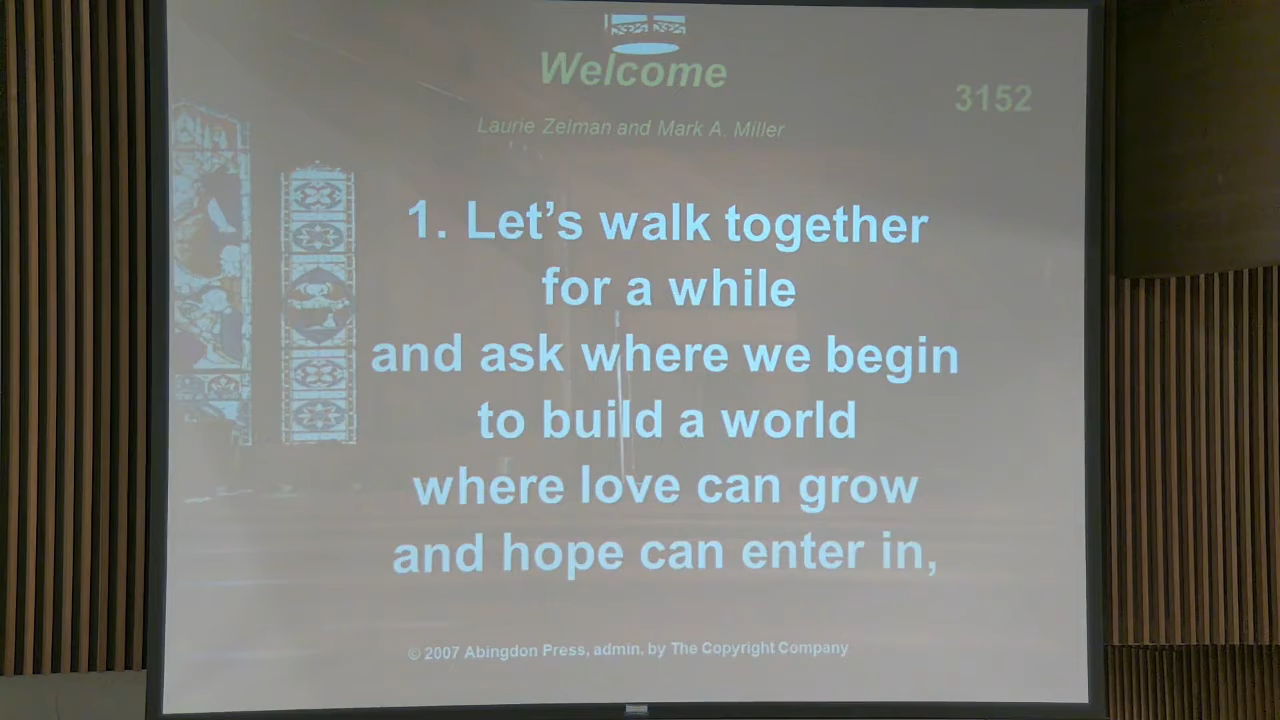 Welcome
3152
Laurie Zelman and Mark A. Miller
1. Let's walk together
for a while
and ask where we begin
to build a world
where love can grow
and hope can enter in,
© 2007 Abingdon Press, admin. by The Copyright Company